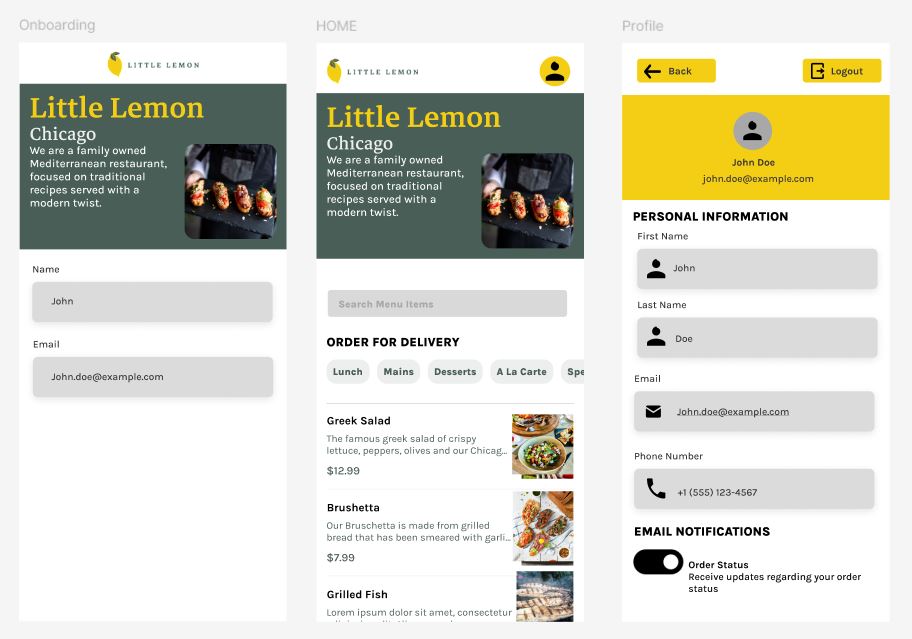 Onboarding
LITTLE LEMON
Little Lemon
Chicago
We are a family owned
Mediterranean restaurant,
focused on traditional
recipes served with a
modern twist.
Name
John
Email
John.doe@example.com
HOME
LITTLE LEMON
Little Lemon
Chicago
We are a family owned
Mediterranean restaurant,
focused on traditional
recipes served with a
modern twist.
Search Menu Items
ORDER FOR DELIVERY
Lunch Mains Desserts A La Carte Spe
Greek Salad
The famous greek salad of crispy
lettuce, peppers, olives and our Chicag...
$12.99
Brushetta
Our Bruschetta is made from grilled
bread that has been smeared with garli...
$7.99
Grilled Fish
Lorem ipsum dolor sit amet, consectetur
Profile
Back Logout
John Doe
john.doe@example.com
PERSONAL INFORMATION
First Name
John
Last Name
Doe
Email
John.doe@example.com
Phone Number
+1 (555) 123-4567
EMAIL NOTIFICATIONS
Order Status
Receive updates regarding your order
status